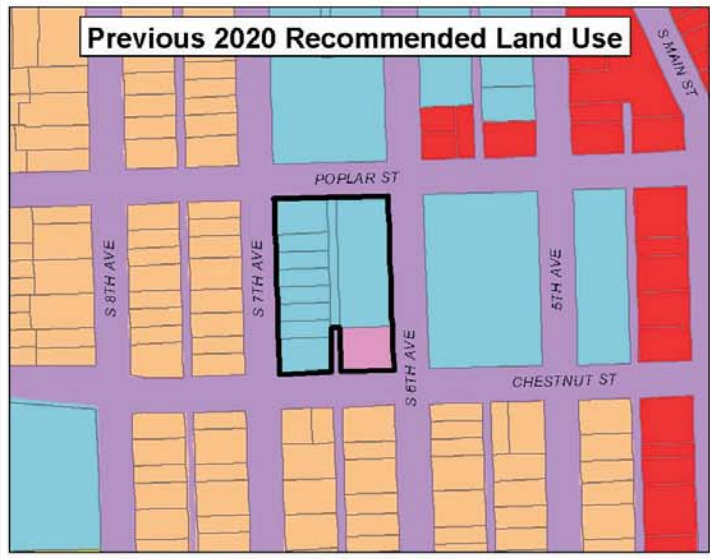 Previous 2020 Recommended Land Use
S MAIN ST
POPLAR ST
S 8TH AVE
S 7TH AVE
5TH AVE
S 6TH AVE
CHESTNUT ST